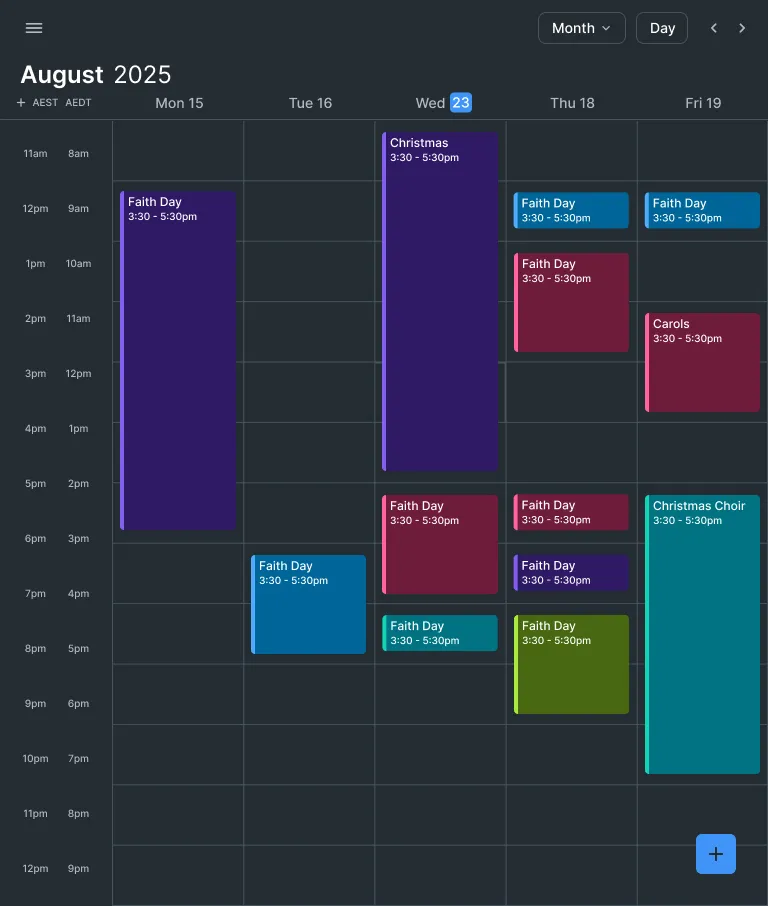 Month
Day
August 2025
+ AEST AEDT
Mon 15
Tue 16
Wed 23
Thu 18
Fri 19
11am 8am
12pm 9am
1pm 10am
2pm 11am
3pm 12pm
4pm 1pm
5pm 2pm
6pm 3pm
7pm 4pm
8pm 5pm
9pm 6pm
10pm 7pm
11pm 8pm
12pm 9pm
Faith Day
3:30 - 5:30pm
Faith Day
3:30 - 5:30pm
Christmas
3:30 - 5:30pm
Faith Day
3:30 - 5:30pm
Faith Day
3:30 - 5:30pm
Faith Day
3:30 - 5:30pm
Faith Day
3:30 - 5:30pm
Faith Day
3:30 - 5:30pm
Faith Day
3:30 - 5:30pm
Faith Day
3:30 - 5:30pm
Faith Day
3:30 - 5:30pm
Carols
3:30 - 5:30pm
Christmas Choir
3:30 - 5:30pm
+